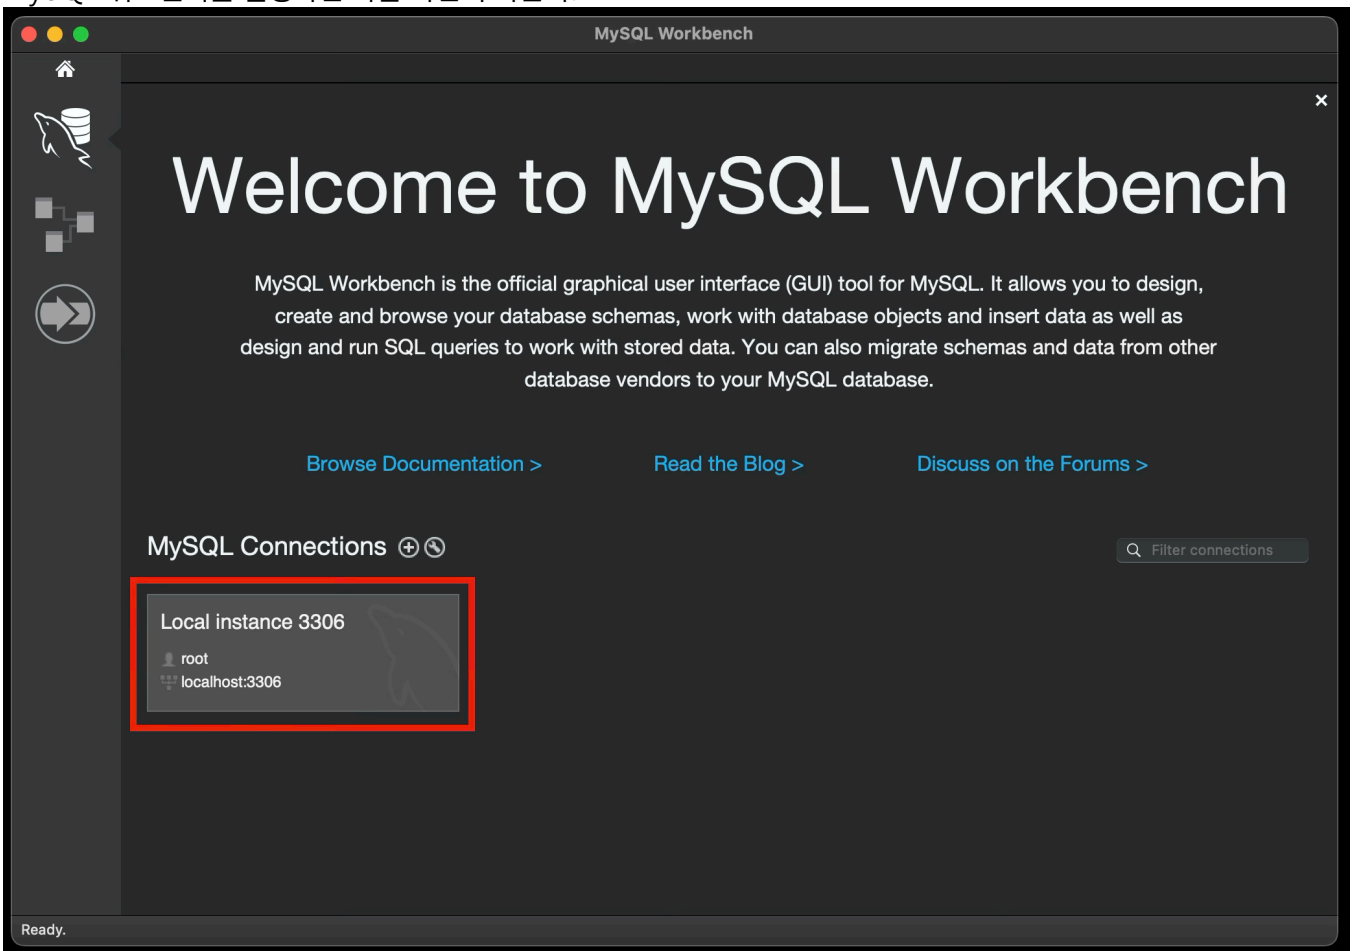 MySQL Workbench
Welcome to MySQL Workbench
MySQL Workbench is the official graphical user interface (GUI) tool for MySQL. It allows you to design,
create and browse your database schemas, work with database objects and insert data as well as
design and run SQL queries to work with stored data. You can also migrate schemas and data from other
database vendors to your MySQL database.
Browse Documentation >
Read the Blog >
Discuss on the Forums >
MySQL Connections
Filter connections
Local instance 3306
root
localhost:3306
Ready.